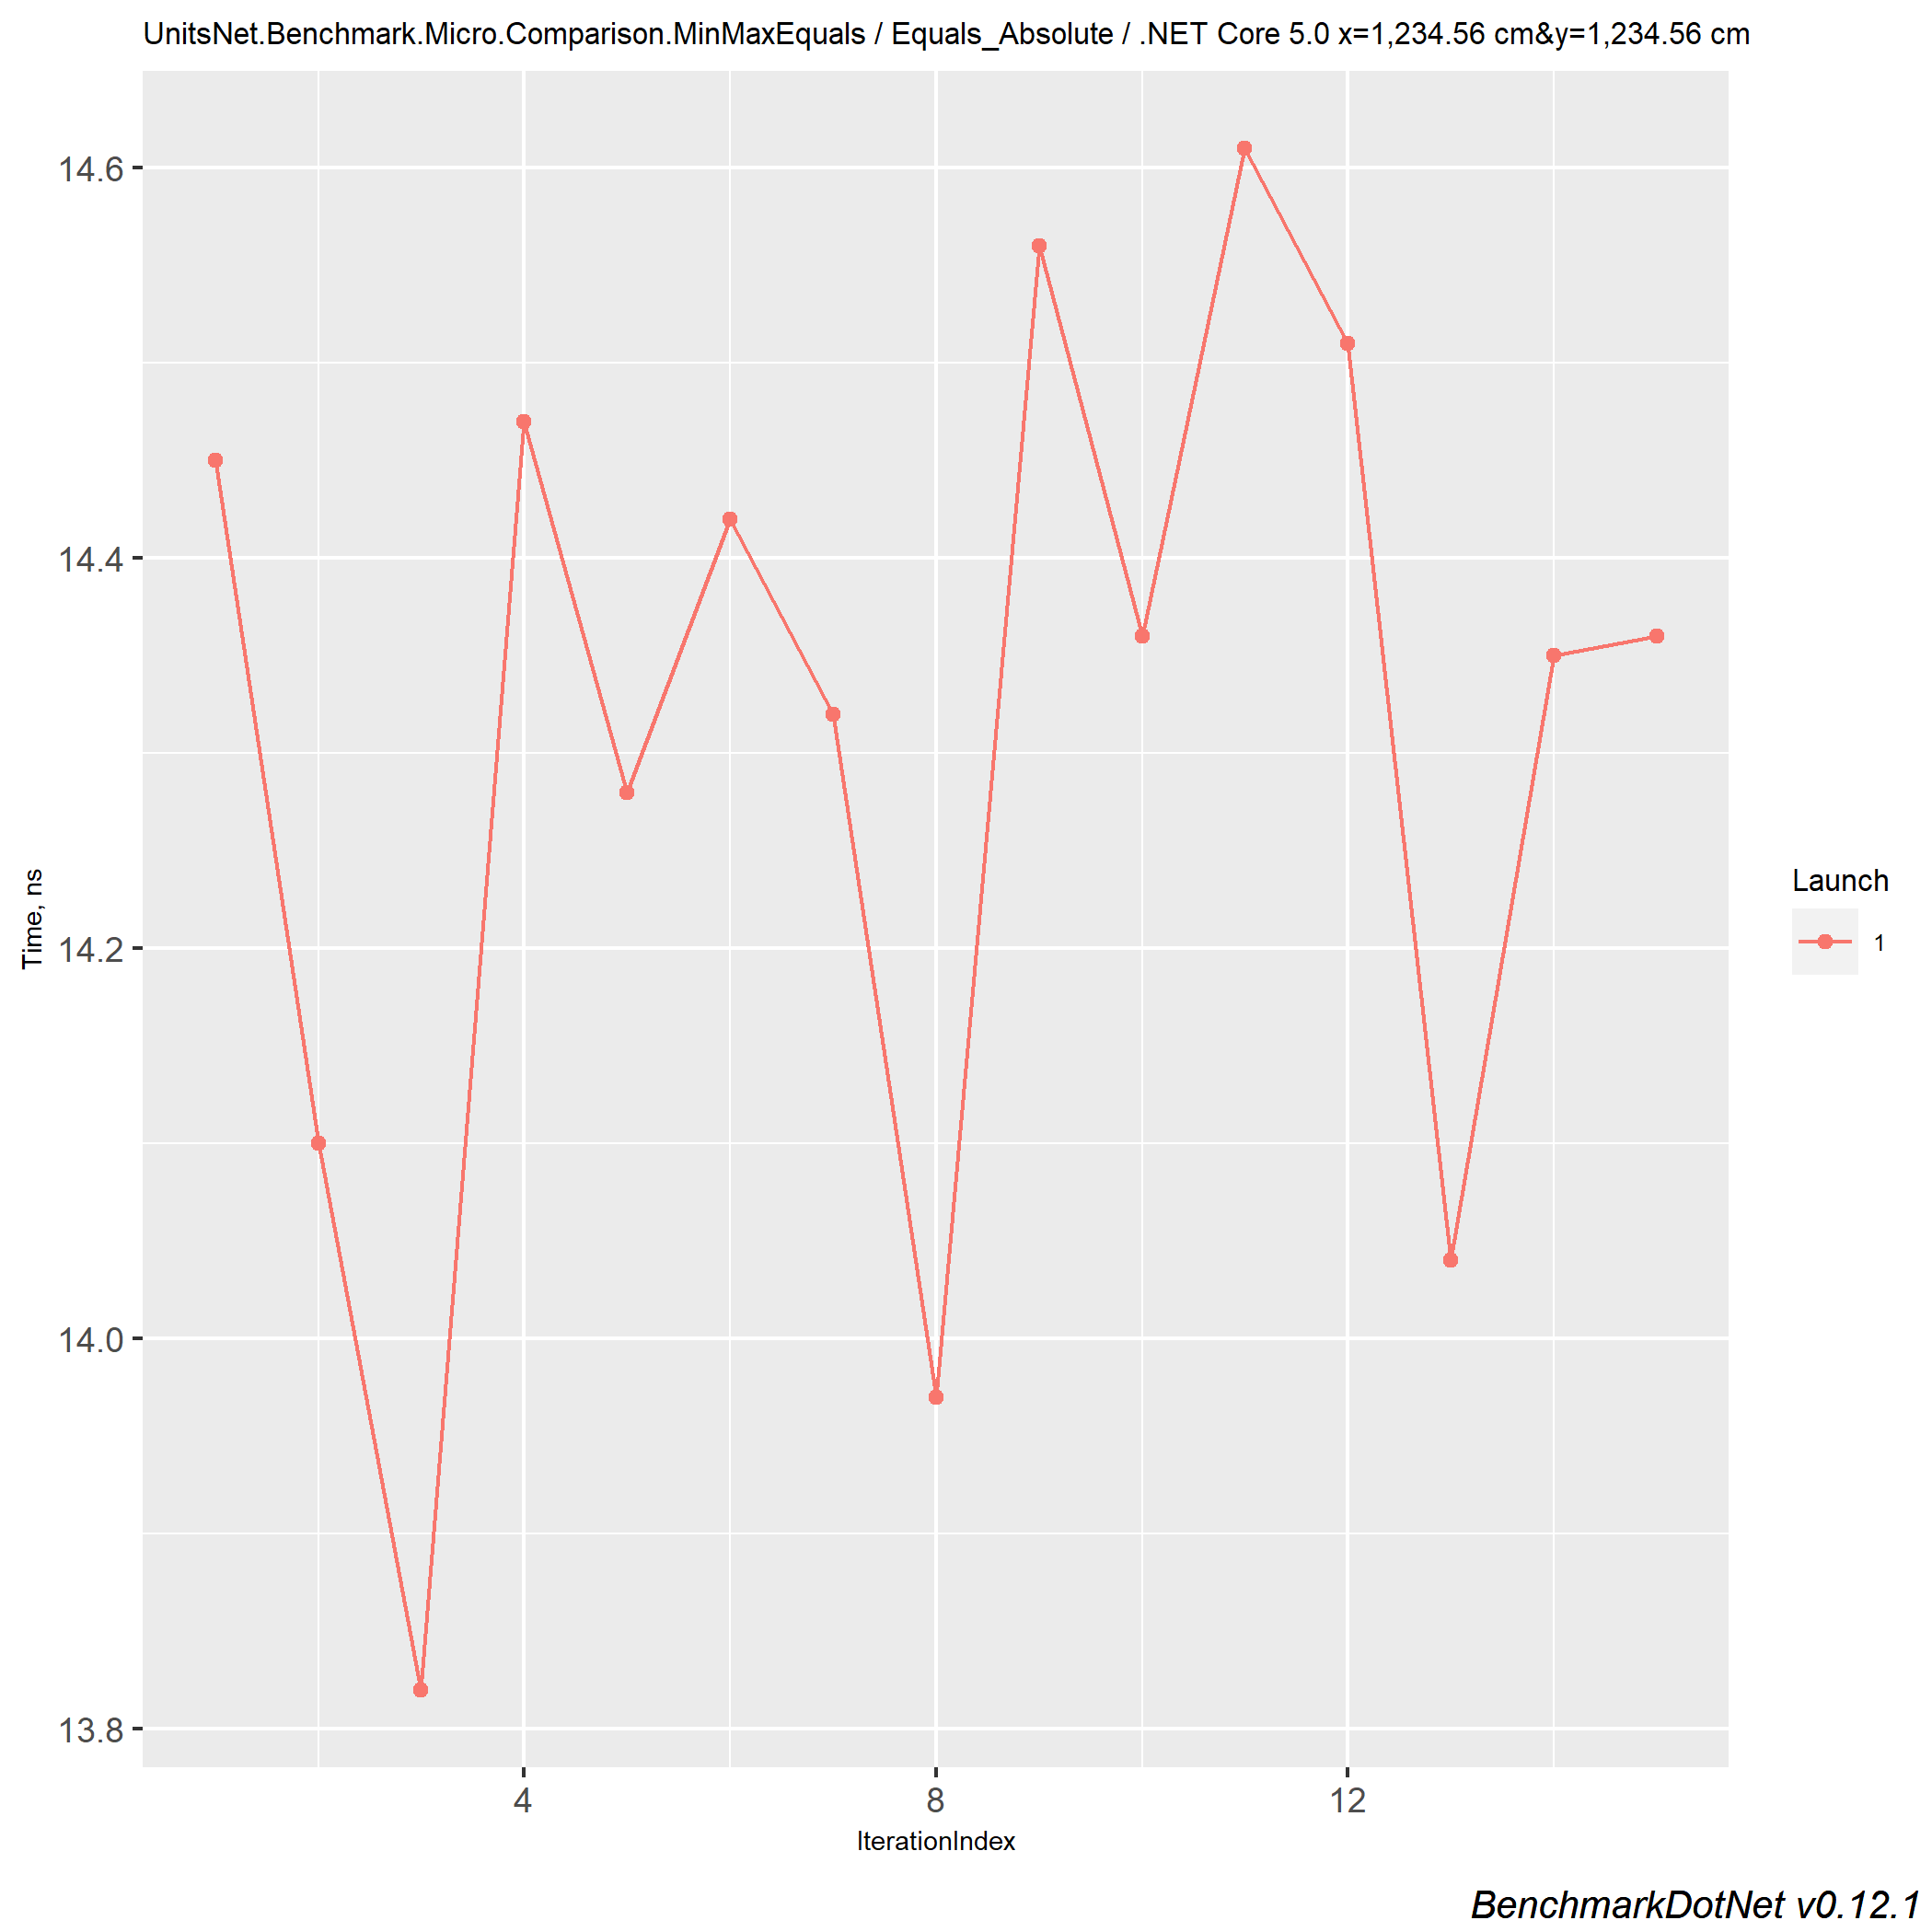 UnitsNet.Benchmark.Micro.Comparison.MinMaxEquals / Equals_Absolute / .NET Core 5.0 x=1,234.56 cm&y=1,234.56 cm
14.6
14.4
14.2
14.0
13.8
Time, ns
4
8
12
IterationIndex
Launch
1
BenchmarkDotNet v0.12.1